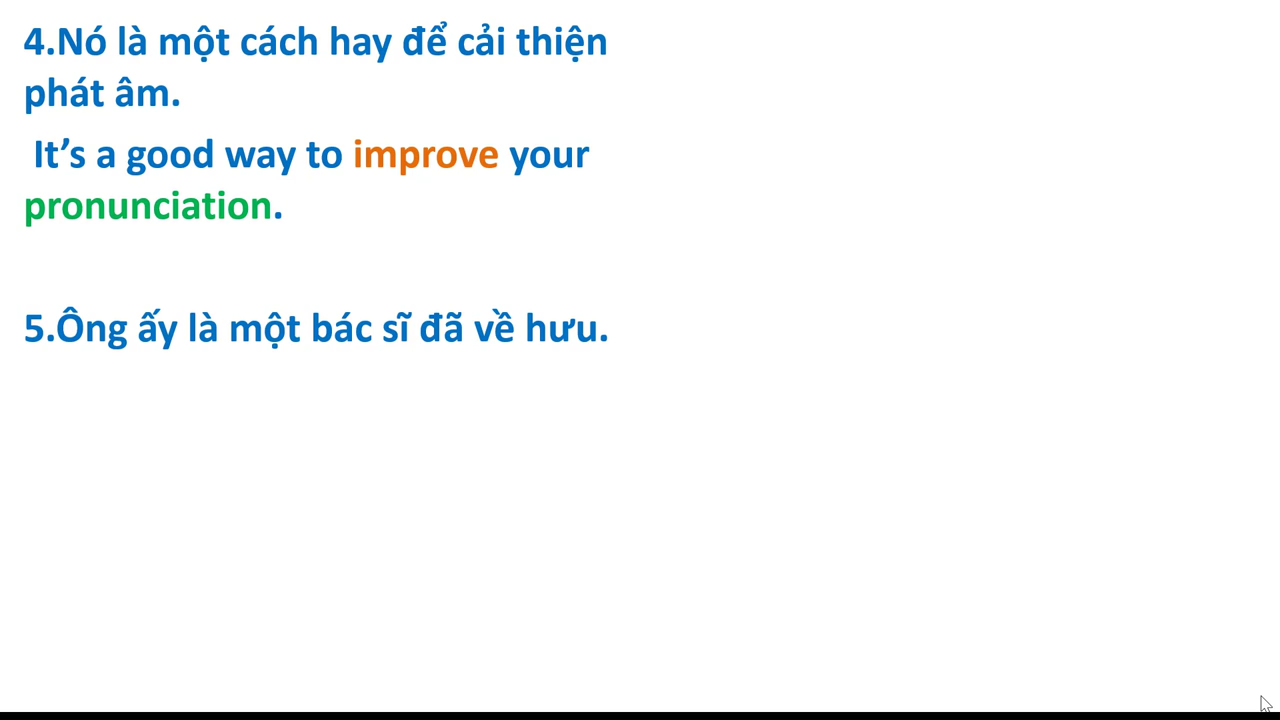 4.Nó là một cách hay để cải thiện
phát âm.
It’s a good way to improve your
pronunciation.
5.Ông ấy là một bác sĩ đã về hưu.